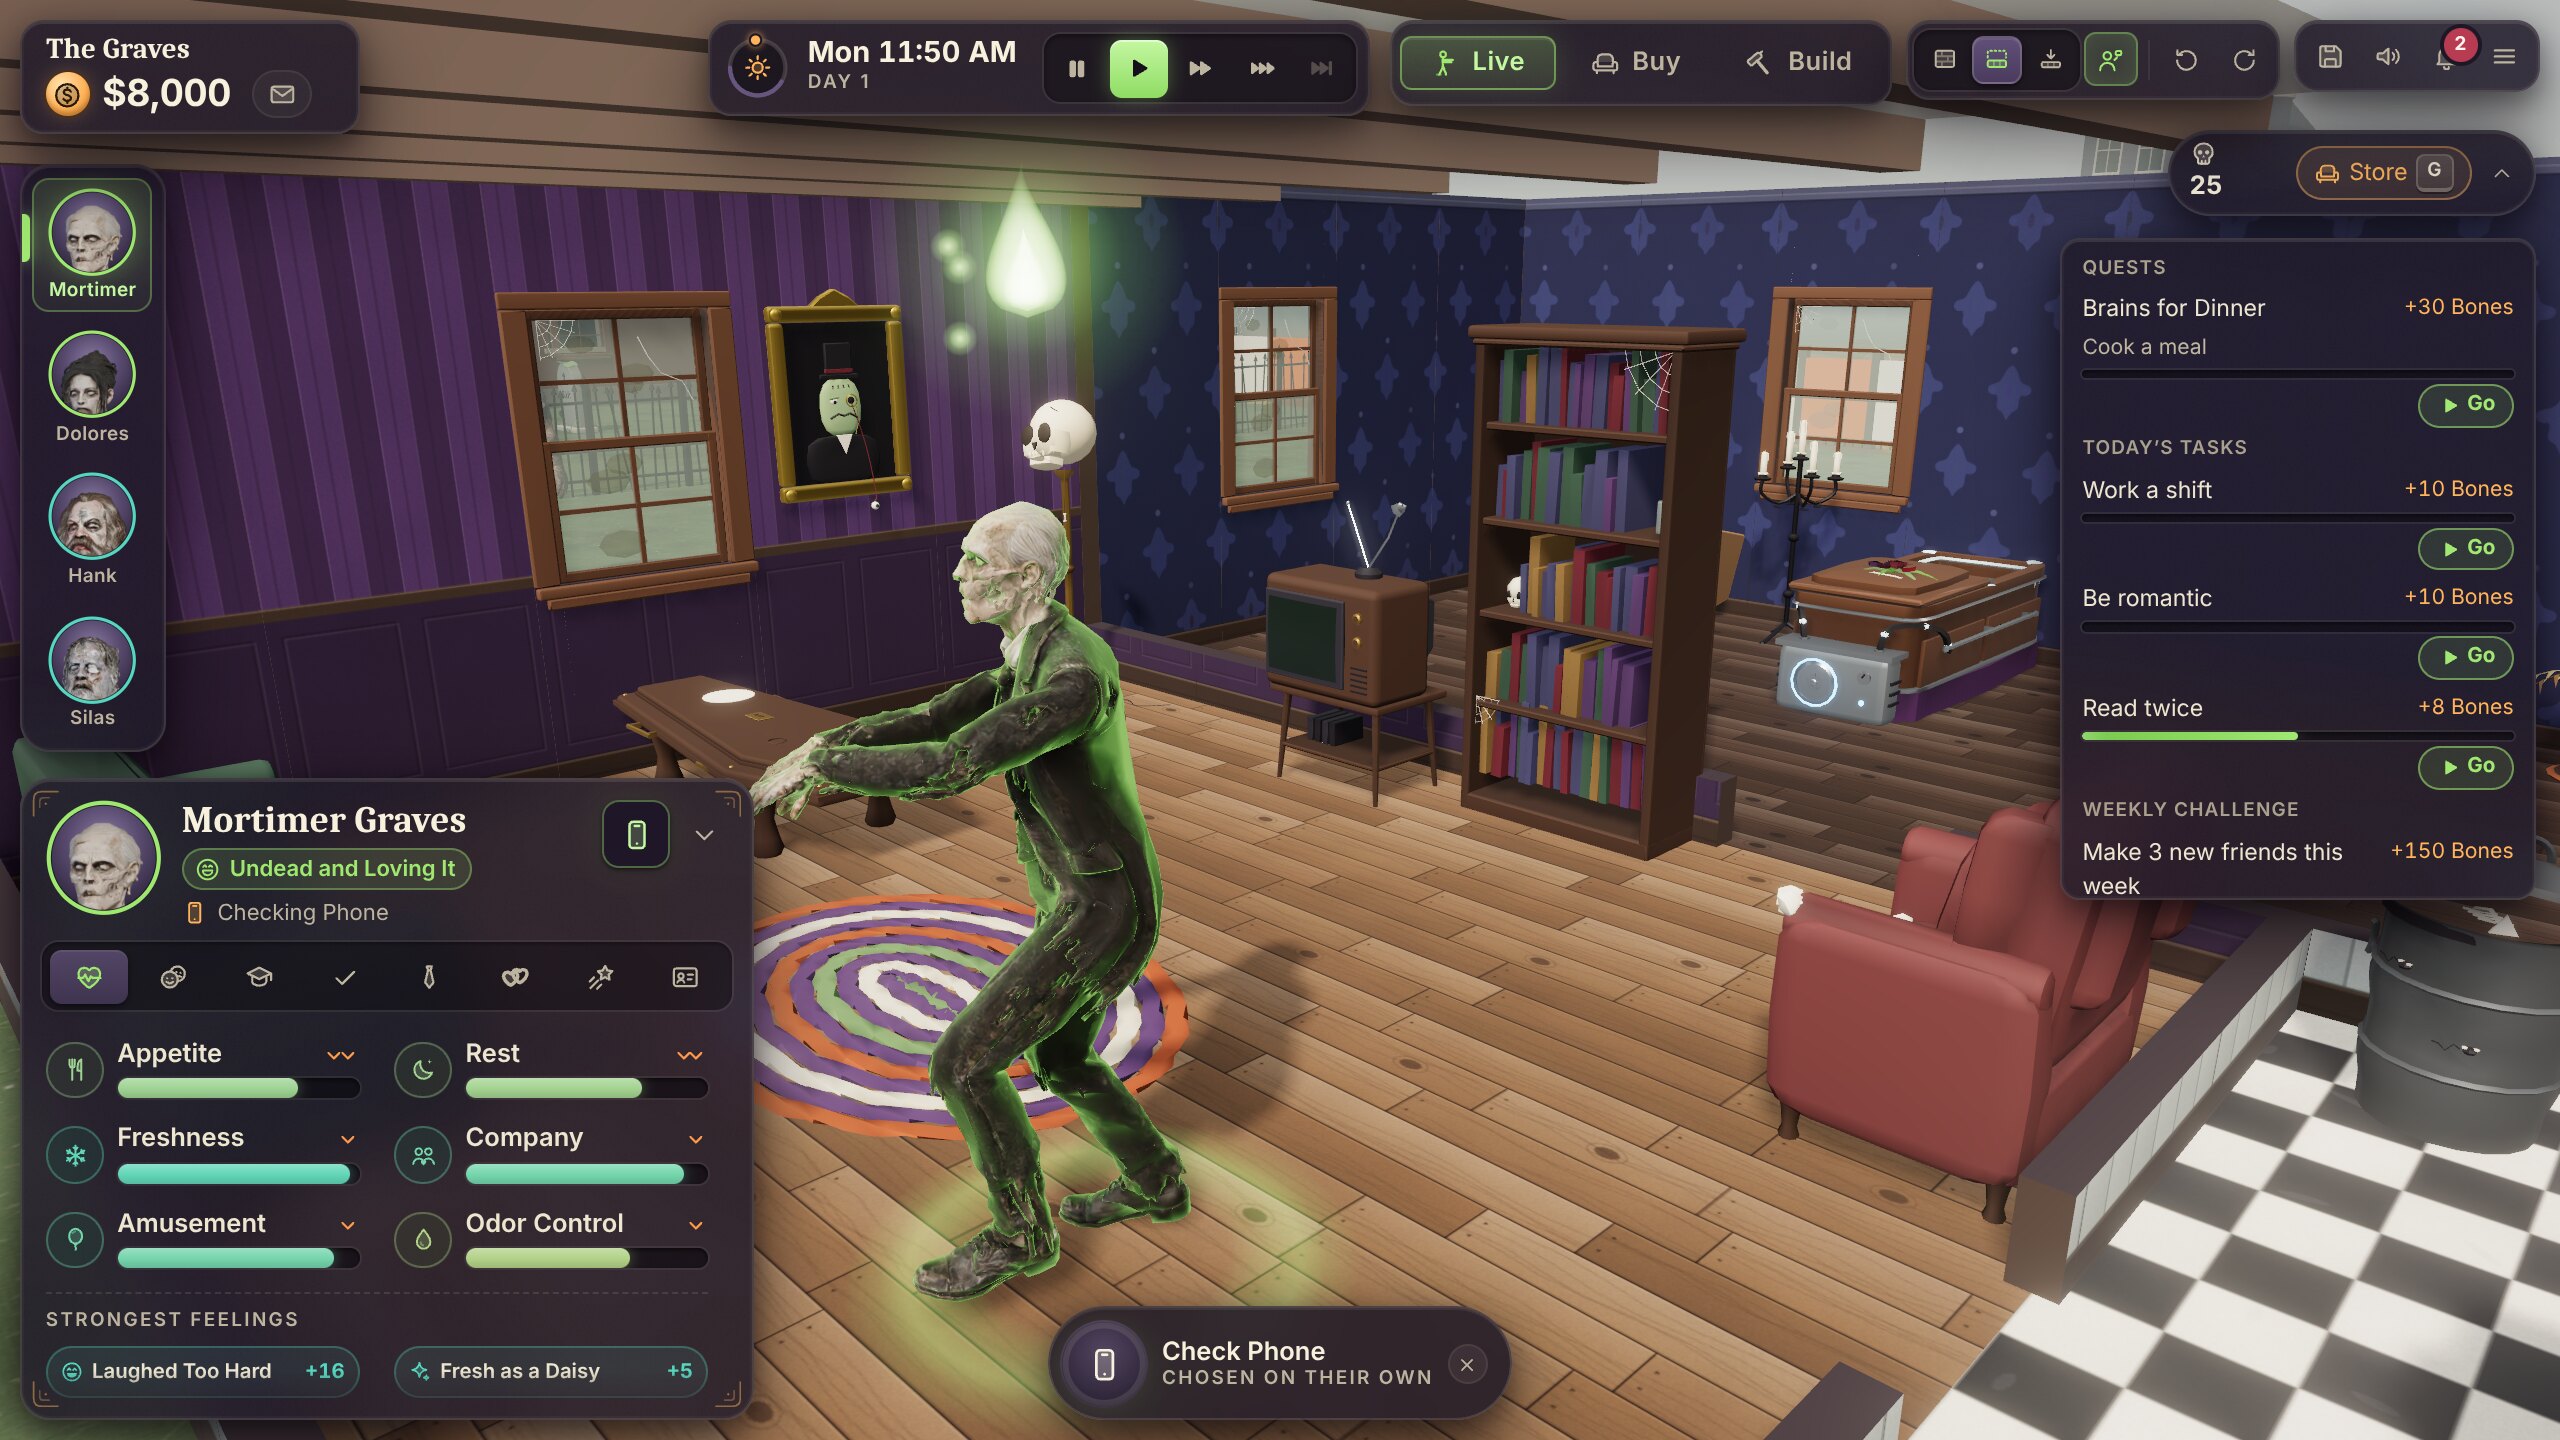 The Graves
$8,000
Mon 11:50 AM
DAY 1
Live
Buy
Build
2
25
Store G
Mortimer
Dolores
Hank
Silas
QUESTS
Brains for Dinner +30 Bones
Cook a meal
Go
TODAY'S TASKS
Work a shift +10 Bones
Go
Be romantic +10 Bones
Go
Read twice +8 Bones
Go
WEEKLY CHALLENGE
Make 3 new friends this +150 Bones
week
Mortimer Graves
Undead and Loving It
Checking Phone
Appetite
Rest
Freshness
Company
Amusement
Odor Control
STRONGEST FEELINGS
Laughed Too Hard +16
Fresh as a Daisy +5
Check Phone
CHOSEN ON THEIR OWN